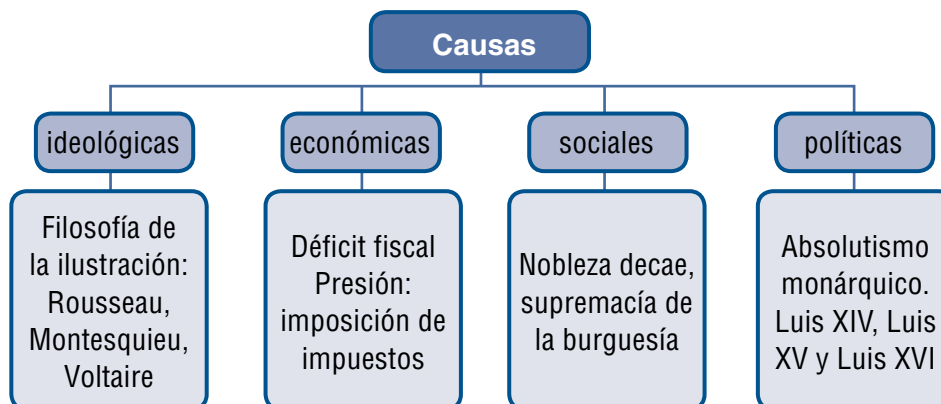 Causas
ideológicas
Filosofía de
la ilustración:
Rousseau,
Montesquieu,
Voltaire
económicas
Déficit fiscal
Presión:
imposición de
impuestos
sociales
Nobleza decae,
supremacía de
la burguesía
políticas
Absolutismo
monárquico.
Luis XIV, Luis
XV y Luis XVI